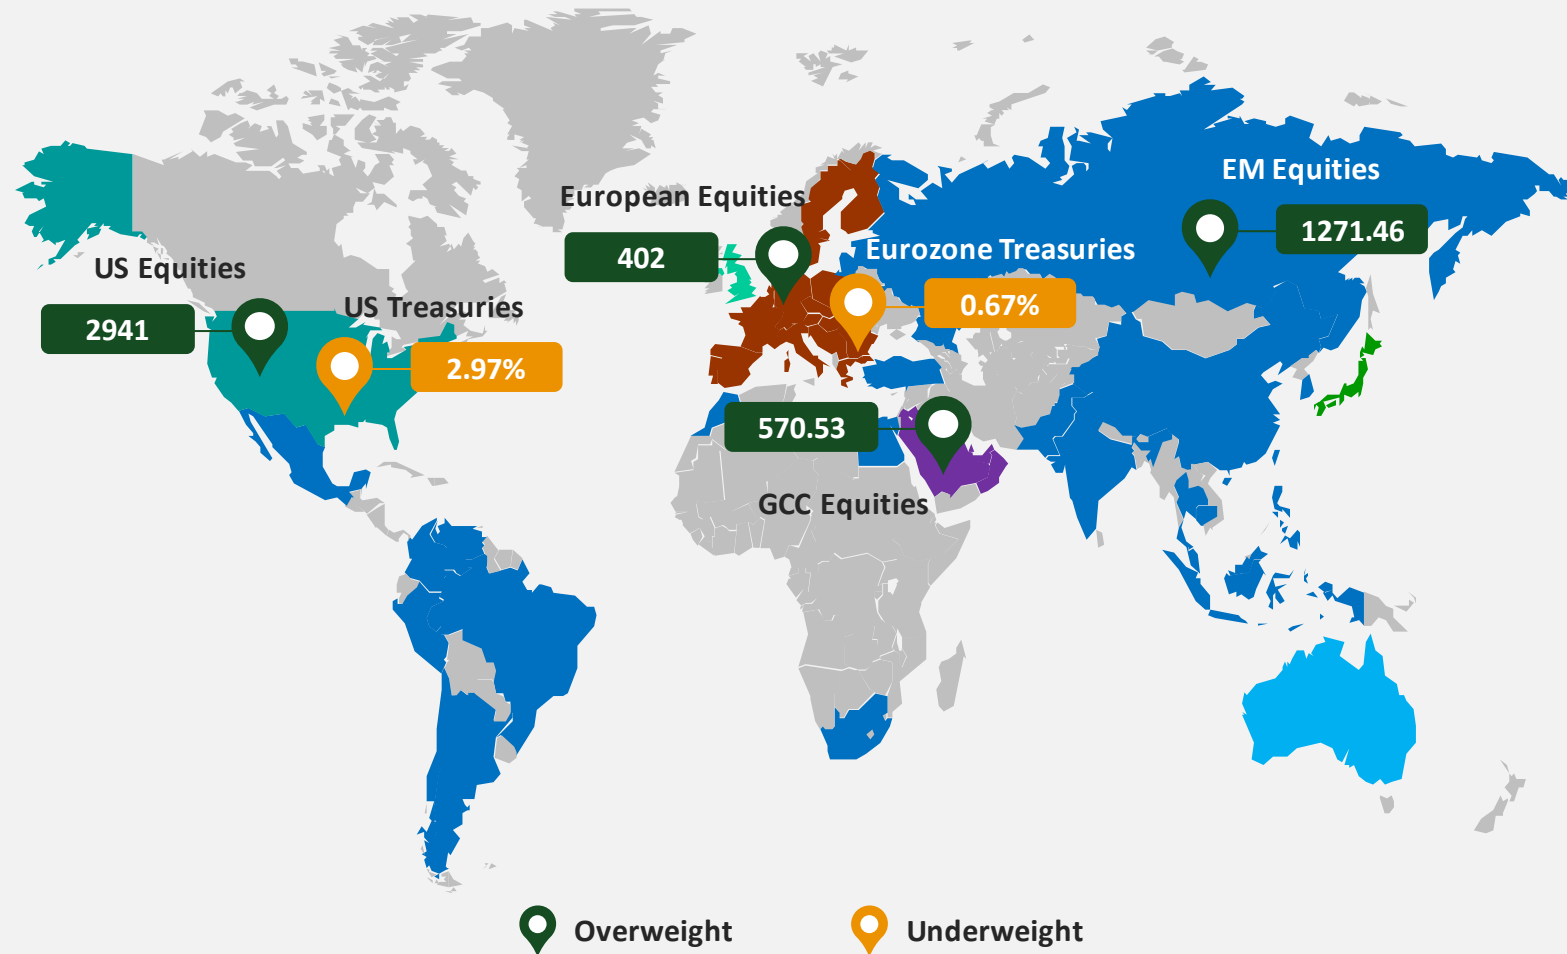 EM Equities
1271.46
European Equities
402
Eurozone Treasuries
0.67%
US Equities
2941
US Treasuries
2.97%
570.53
GCC Equities
Overweight
Underweight